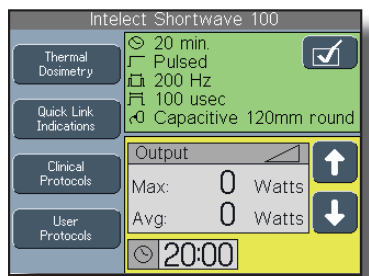 Intelect Shortwave 100
Thermal
Dosimetry
Quick Link
Indications
Clinical
Protocols
User
Protocols
20 min.
Pulsed
200 Hz
100 usec
Capacitive 120mm round
Output
Max: 0 Watts
Avg: 0 Watts
20:00